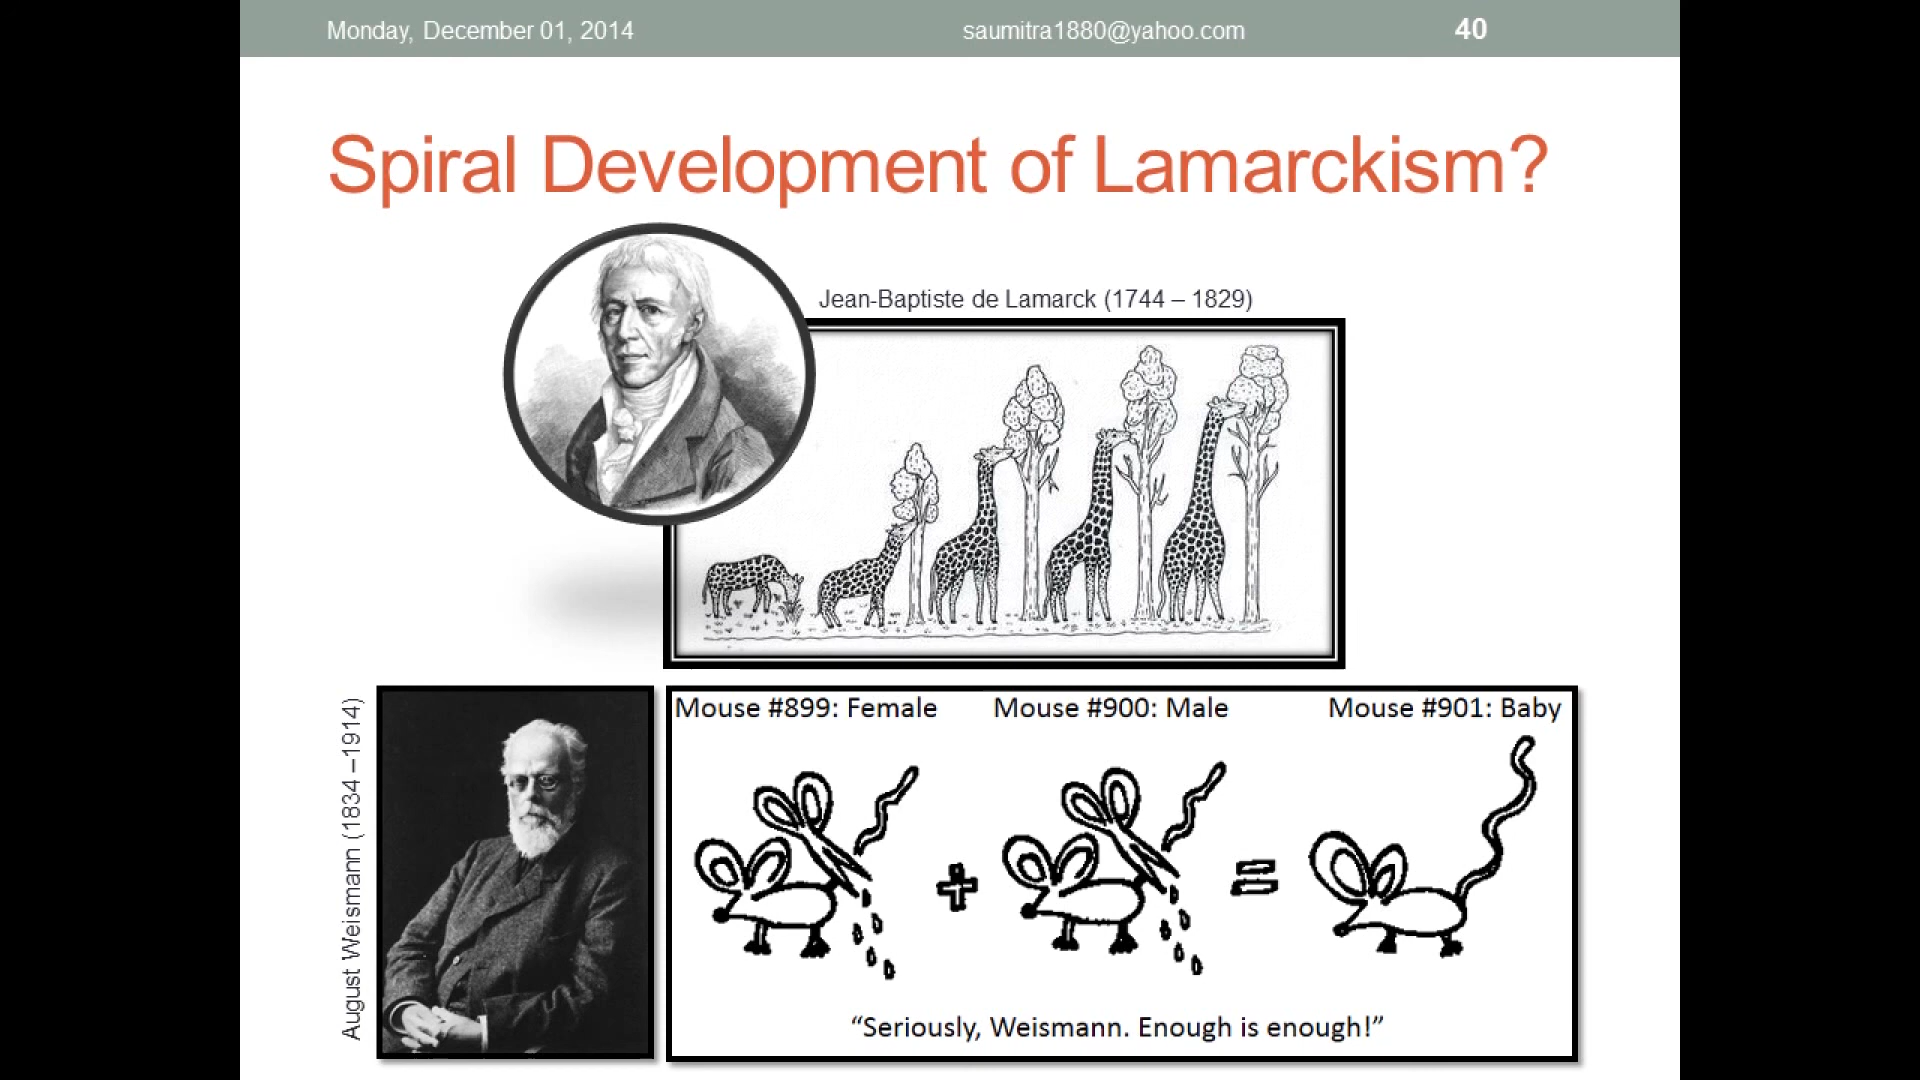 Monday, December 01, 2014
saumitra1880@yahoo.com
40
Spiral Development of Lamarckism?
Jean-Baptiste de Lamarck (1744 – 1829)
August Weismann (1834 –1914)
Mouse #899: Female
Mouse #900: Male
Mouse #901: Baby
“Seriously, Weismann. Enough is enough!”